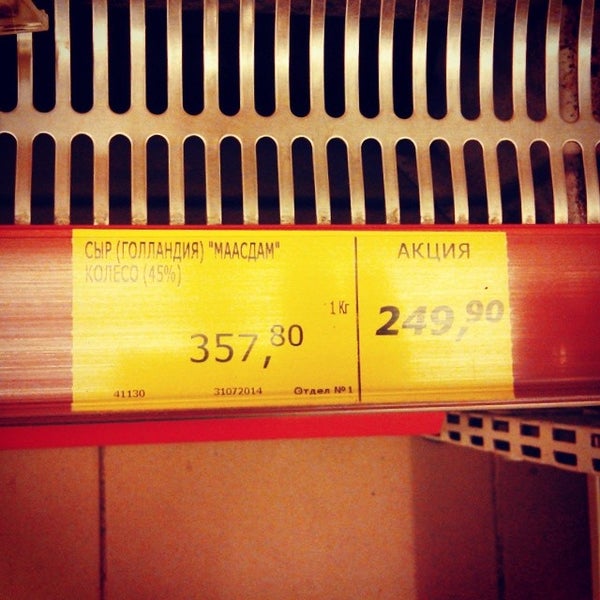 СЫР (ГОЛЛАНДИЯ) "МААСДАМ"
КОЛЕСО (45%)
1 Кг
357,80
41130 31072014 Отдел №1
АКЦИЯ
249,90